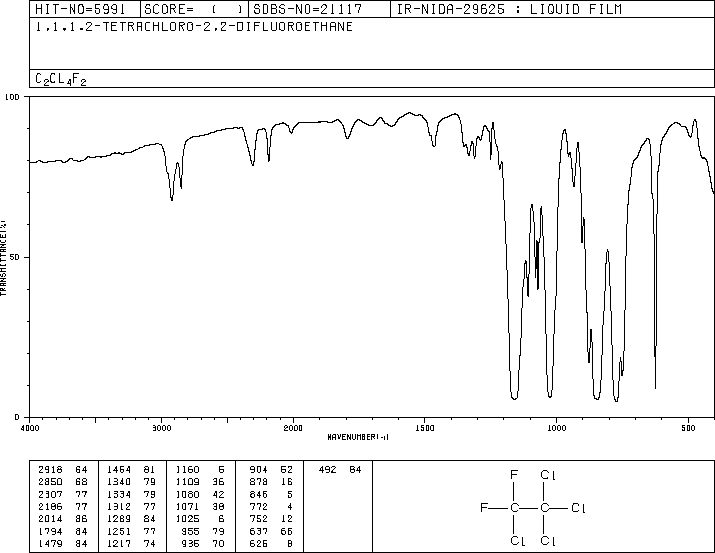 HIT-NO=5991 SCORE= ( ) SDBS-NO=21117 IR-NIDA-29625 : LIQUID FILM
1,1,1,2-TETRACHLORO-2,2-DIFLUOROETHANE
C2CL4F2
100
50
0
TRANSMITTANCE(%)
4000 3000 2000 1500 1000 500
WAVENUMBER(-1)
2918 64 1464 81 1160 6 904 52 492 84
2850 68 1340 79 1109 36 878 16
2307 77 1334 79 1080 42 846 5
2186 77 1312 77 1071 38 772 4
2014 86 1289 84 1025 6 752 12
1794 84 1251 77 955 79 637 66
1479 84 1217 74 936 70 626 8
F Cl
F C C Cl
Cl Cl